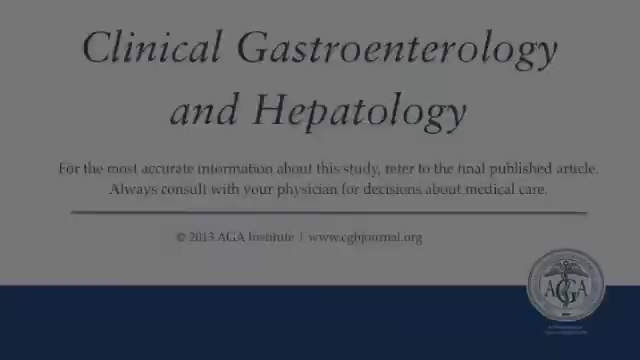 Clinical Gastroenterology
and Hepatology
For the most accurate information about this study, refer to the final published article.
Always consult with your physician for decisions about medical care.
© 2013 AGA Institute | www.cghjournal.org
AGA